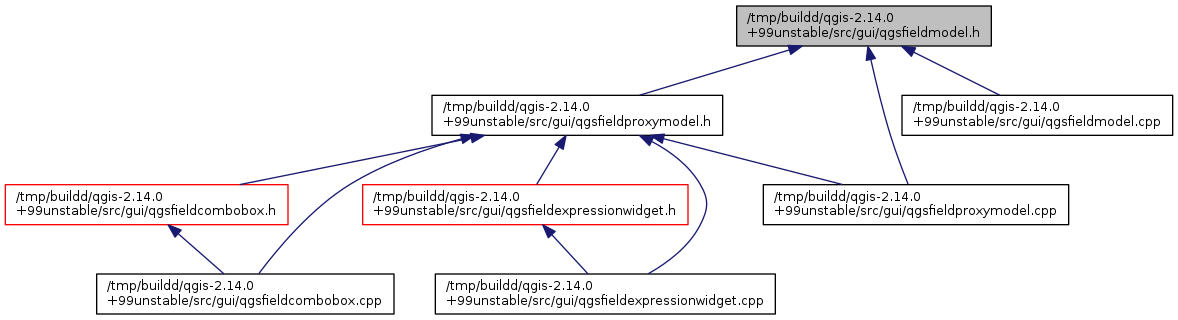 /tmp/buildd/qgis-2.14.0
+99unstable/src/gui/qgsfieldmodel.h
/tmp/buildd/qgis-2.14.0
+99unstable/src/gui/qgsfieldproxymodel.h
/tmp/buildd/qgis-2.14.0
+99unstable/src/gui/qgsfieldmodel.cpp
/tmp/buildd/qgis-2.14.0
+99unstable/src/gui/qgsfieldcombobox.h
/tmp/buildd/qgis-2.14.0
+99unstable/src/gui/qgsfieldexpressionwidget.h
/tmp/buildd/qgis-2.14.0
+99unstable/src/gui/qgsfieldproxymodel.cpp
/tmp/buildd/qgis-2.14.0
+99unstable/src/gui/qgsfieldcombobox.cpp
/tmp/buildd/qgis-2.14.0
+99unstable/src/gui/qgsfieldexpressionwidget.cpp